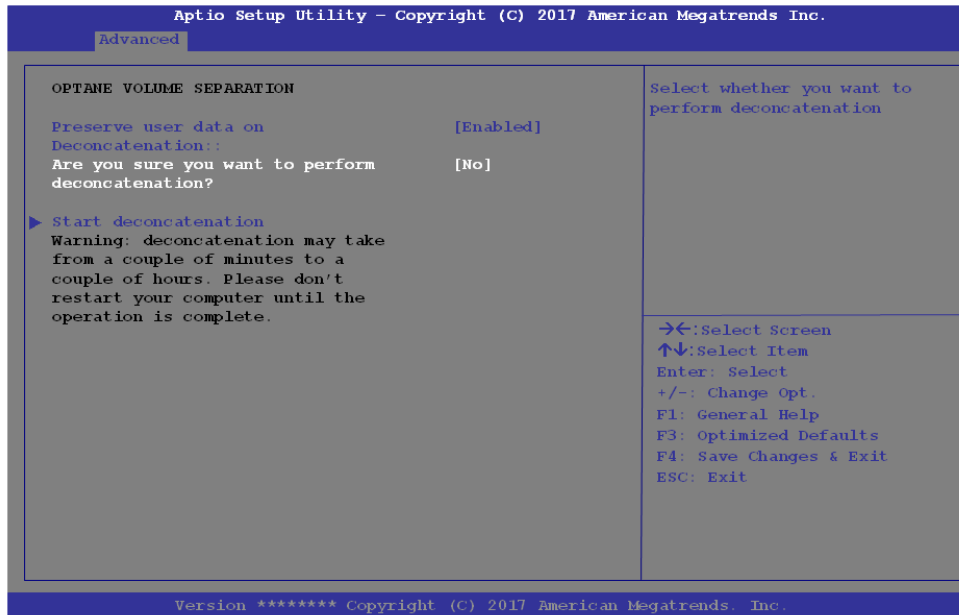 Aptio Setup Utility – Copyright (C) 2017 American Megatrends Inc.
Advanced
OPTANE VOLUME SEPARATION
Preserve user data on [Enabled]
Deconcatenation::
Are you sure you want to perform [No]
deconcatenation?
Start deconcatenation
Warning: deconcatenation may take
from a couple of minutes to a
couple of hours. Please don't
restart your computer until the
operation is complete.
Select whether you want to
perform deconcatenation
→←:Select Screen
↑↓:Select Item
Enter: Select
+/-: Change Opt.
F1: General Help
F3: Optimized Defaults
F4: Save Changes & Exit
ESC: Exit
Version ******** Copyright (C) 2017 American Megatrends. Inc.